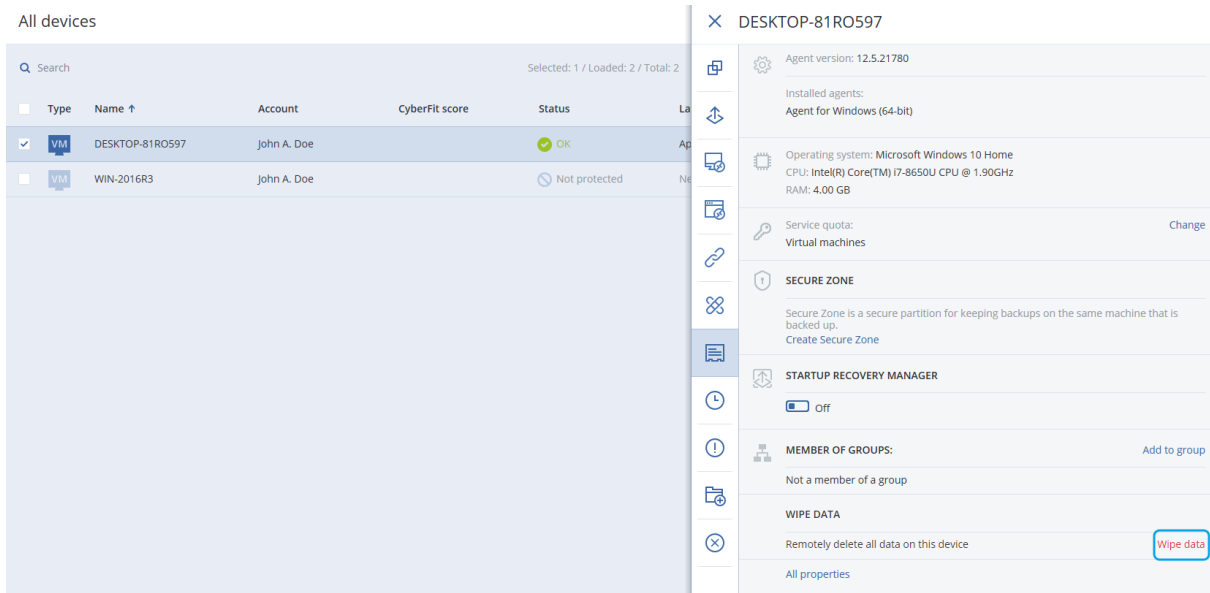 All devices
DESKTOP-81RO597
Search
Selected: 1 / Loaded: 2 / Total: 2
Type Name ↑ Account CyberFit score Status La
VM DESKTOP-81RO597 John A. Doe OK Ap
VM WIN-2016R3 John A. Doe Not protected Ne
Agent version: 12.5.21780
Installed agents:
Agent for Windows (64-bit)
Operating system: Microsoft Windows 10 Home
CPU: Intel(R) Core(TM) i7-8650U CPU @ 1.90GHz
RAM: 4.00 GB
Service quota: Change
Virtual machines
SECURE ZONE
Secure Zone is a secure partition for keeping backups on the same machine that is
backed up.
Create Secure Zone
STARTUP RECOVERY MANAGER
Off
MEMBER OF GROUPS: Add to group
Not a member of a group
WIPE DATA
Remotely delete all data on this device Wipe data
All properties